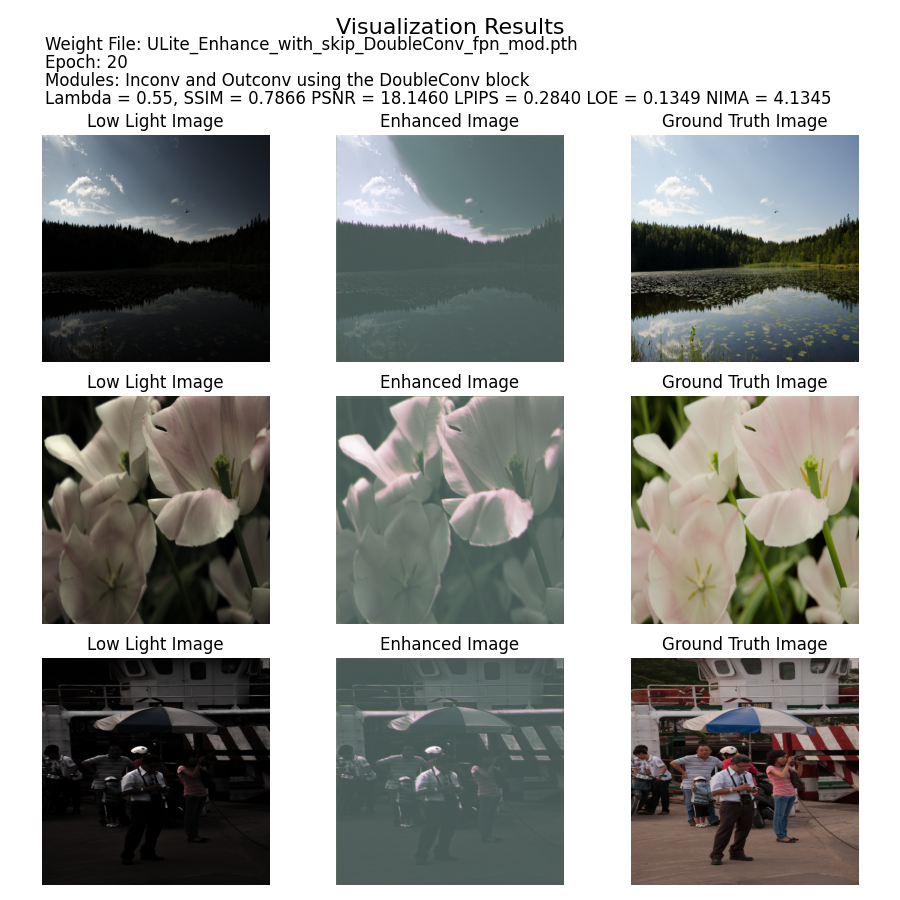 Visualization Results
Weight File: ULite_Enhance_with_skip_DoubleConv_fpn_mod.pth
Epoch: 20
Modules: Inconv and Outconv using the DoubleConv block
Lambda = 0.55, SSIM = 0.7866 PSNR = 18.1460 LPIPS = 0.2840 LOE = 0.1349 NIMA = 4.1345
Low Light Image Enhanced Image Ground Truth Image
Low Light Image Enhanced Image Ground Truth Image
Low Light Image Enhanced Image Ground Truth Image